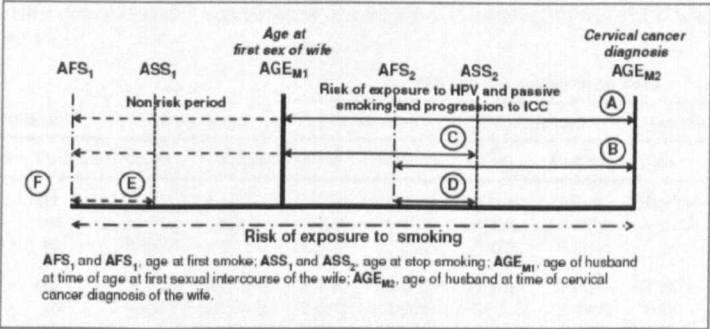 Age at
first sex of wife
Cervical cancer
diagnosis
AFS1 ASS1 AGEM1 AFS2 ASS2 AGEM2
Non risk period
Risk of exposure to HPV and passive
smoking and progression to ICC
A
C
B
F E D
Risk of exposure to smoking
AFS1 and AFS1, age at first smoke; ASS1 and ASS2, age at stop smoking; AGEM1, age of husband
at time of age at first sexual intercourse of the wife; AGEM2, age of husband at time of cervical
cancer diagnosis of the wife.